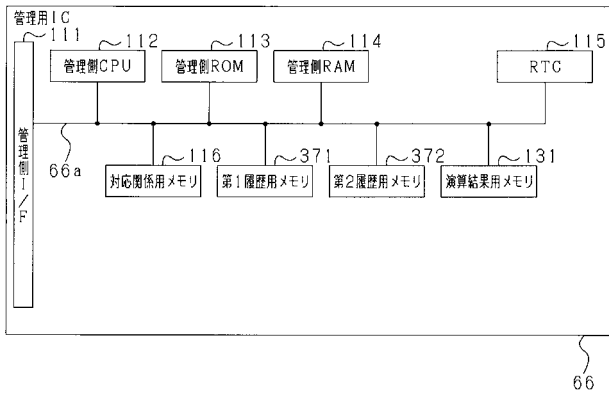 管理用IC
111
112
113
114
115
管理側CPU
管理側ROM
管理側RAM
RTC
管理側I/F
66a
116
371
372
131
対応関係用メモリ
第1履歴用メモリ
第2履歴用メモリ
演算結果用メモリ
66